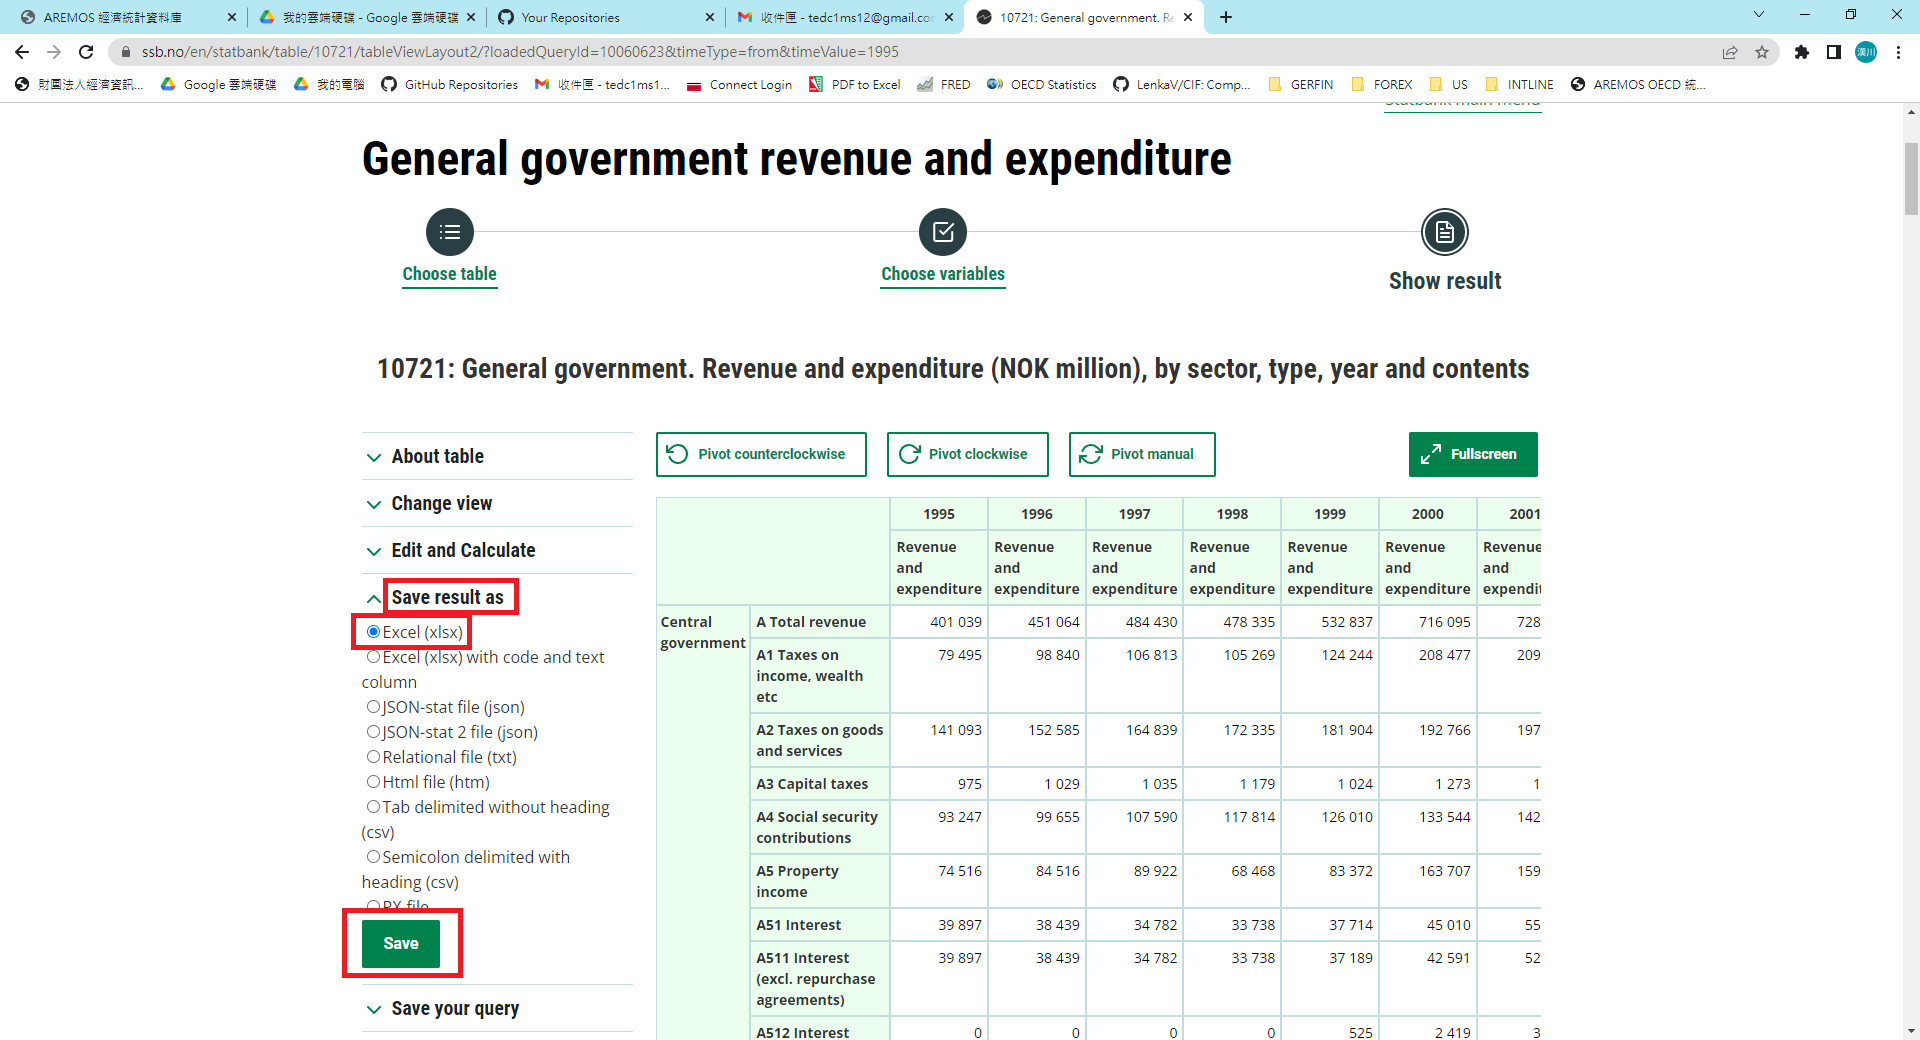 AREMOS 經濟統計資料庫
我的雲端硬碟 - Google 雲端硬碟
Your Repositories
收件匣 - tedc1ms12@gmail.cor
10721: General government. Re
ssb.no/en/statbank/table/10721/tableViewLayout2/?loadedQueryId=10060623&timeType=from&timeValue=1995
漢川
財團法人經濟資訊...
Google 雲端硬碟
我的電腦
GitHub Repositories
收件匣 - tedc1ms1...
Connect Login
PDF to Excel
FRED
OECD Statistics
LenkaV/CIF: Comp...
GERFIN
FOREX
US
INTLINE
AREMOS OECD 統...
Statbank main menu
General government revenue and expenditure
Choose table
Choose variables
Show result
10721: General government. Revenue and expenditure (NOK million), by sector, type, year and contents
About table
Change view
Edit and Calculate
Save result as
Excel (xlsx)
Excel (xlsx) with code and text
column
JSON-stat file (json)
JSON-stat 2 file (json)
Relational file (txt)
Html file (htm)
Tab delimited without heading
(csv)
Semicolon delimited with
heading (csv)
PX file
Save
Save your query
Pivot counterclockwise
Pivot clockwise
Pivot manual
Fullscreen
1995 1996 1997 1998 1999 2000 2001
Revenue Revenue Revenue Revenue Revenue Revenue Revenue
and and and and and and and
expenditure expenditure expenditure expenditure expenditure expenditure expendit
Central A Total revenue 401 039 451 064 484 430 478 335 532 837 716 095 728
government
A1 Taxes on 79 495 98 840 106 813 105 269 124 244 208 477 209
income, wealth
etc
A2 Taxes on goods 141 093 152 585 164 839 172 335 181 904 192 766 197
and services
A3 Capital taxes 975 1 029 1 035 1 179 1 024 1 273 1
A4 Social security 93 247 99 655 107 590 117 814 126 010 133 544 142
contributions
A5 Property 74 516 84 516 89 922 68 468 83 372 163 707 159
income
A51 Interest 39 897 38 439 34 782 33 738 37 714 45 010 55
A511 Interest 39 897 38 439 34 782 33 738 37 189 42 591 52
(excl. repurchase
agreements)
A512 Interest 0 0 0 0 525 2 419 3